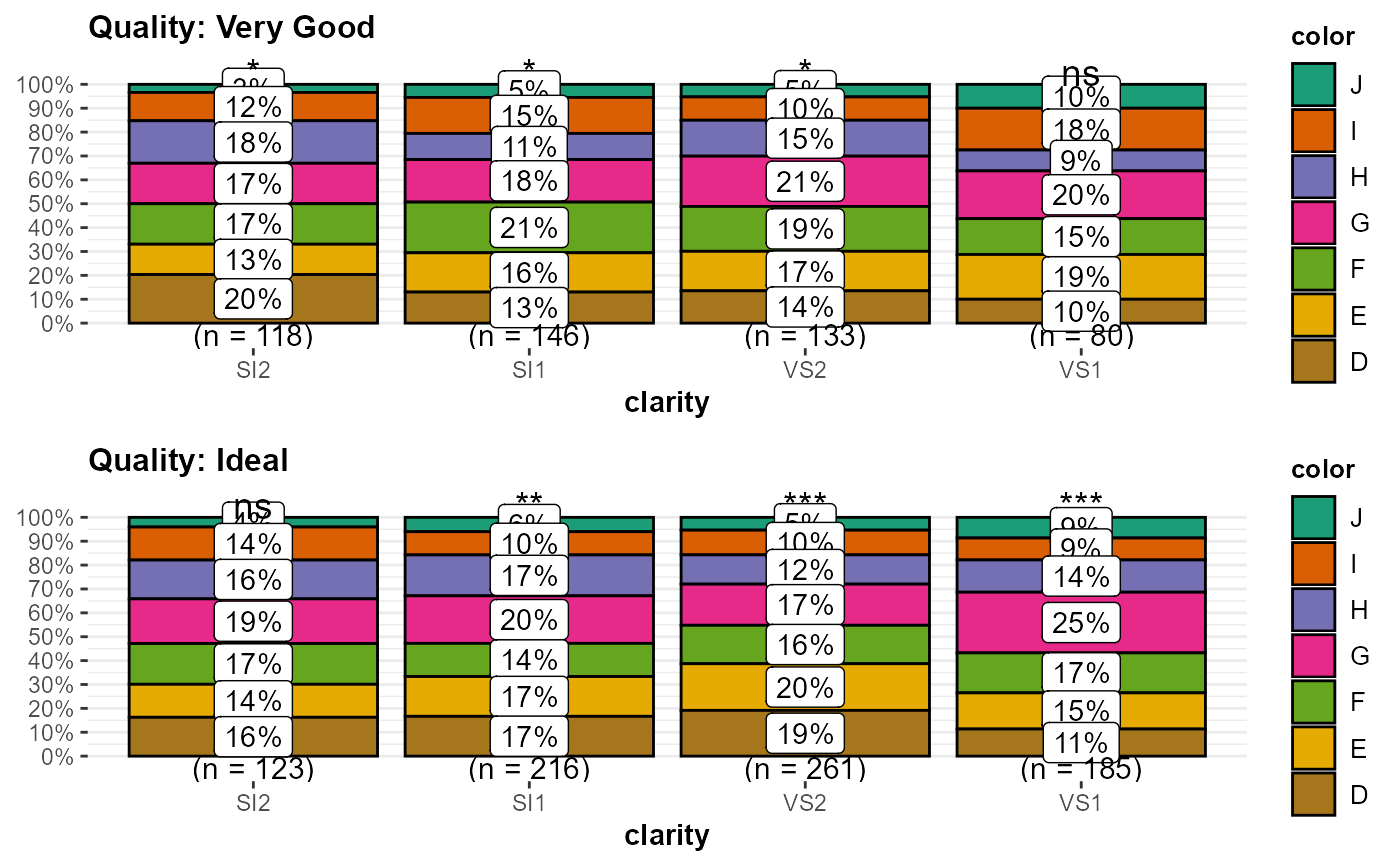 Quality: Very Good
* * * ns
100%
90%
80%
70%
60%
50%
40%
30%
20%
10%
0%
12%
18%
17%
17%
13%
20%
(n = 118)
SI2
5%
15%
11%
18%
21%
16%
13%
(n = 146)
SI1
5%
10%
15%
21%
19%
17%
14%
(n = 133)
VS2
10%
18%
9%
20%
15%
19%
10%
(n = 80)
VS1
clarity
color
J
I
H
G
F
E
D
Quality: Ideal
ns ** *** ***
100%
90%
80%
70%
60%
50%
40%
30%
20%
10%
0%
4%
14%
16%
19%
17%
14%
16%
(n = 123)
SI2
6%
10%
17%
20%
14%
17%
17%
(n = 216)
SI1
5%
10%
12%
17%
16%
20%
19%
(n = 261)
VS2
9%
9%
14%
25%
17%
15%
11%
(n = 185)
VS1
clarity
color
J
I
H
G
F
E
D